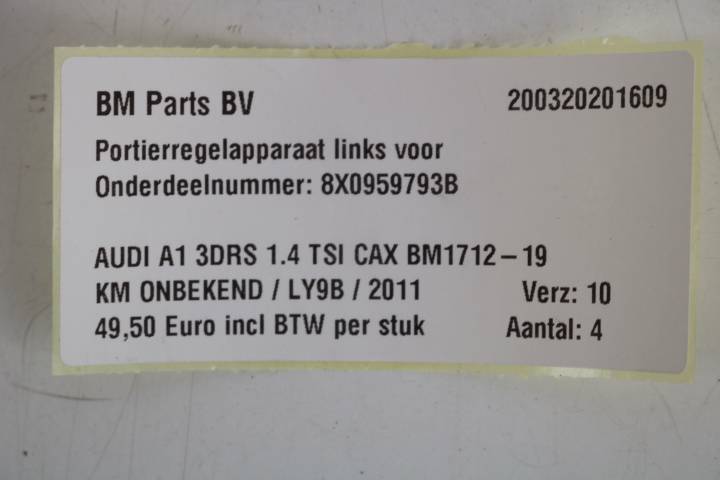 BM Parts BV 200320201609
Portierregelapparaat links voor
Onderdeelnummer: 8X0959793B
AUDI A1 3DRS 1.4 TSI CAX BM1712-19
KM ONBEKEND / LY9B / 2011 Verz: 10
49,50 Euro incl BTW per stuk Aantal: 4